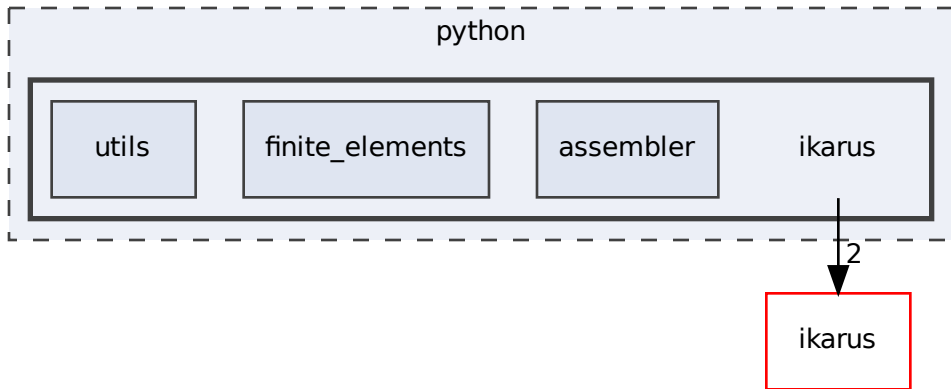 python
utils
finite_elements
assembler
ikarus
2
ikarus